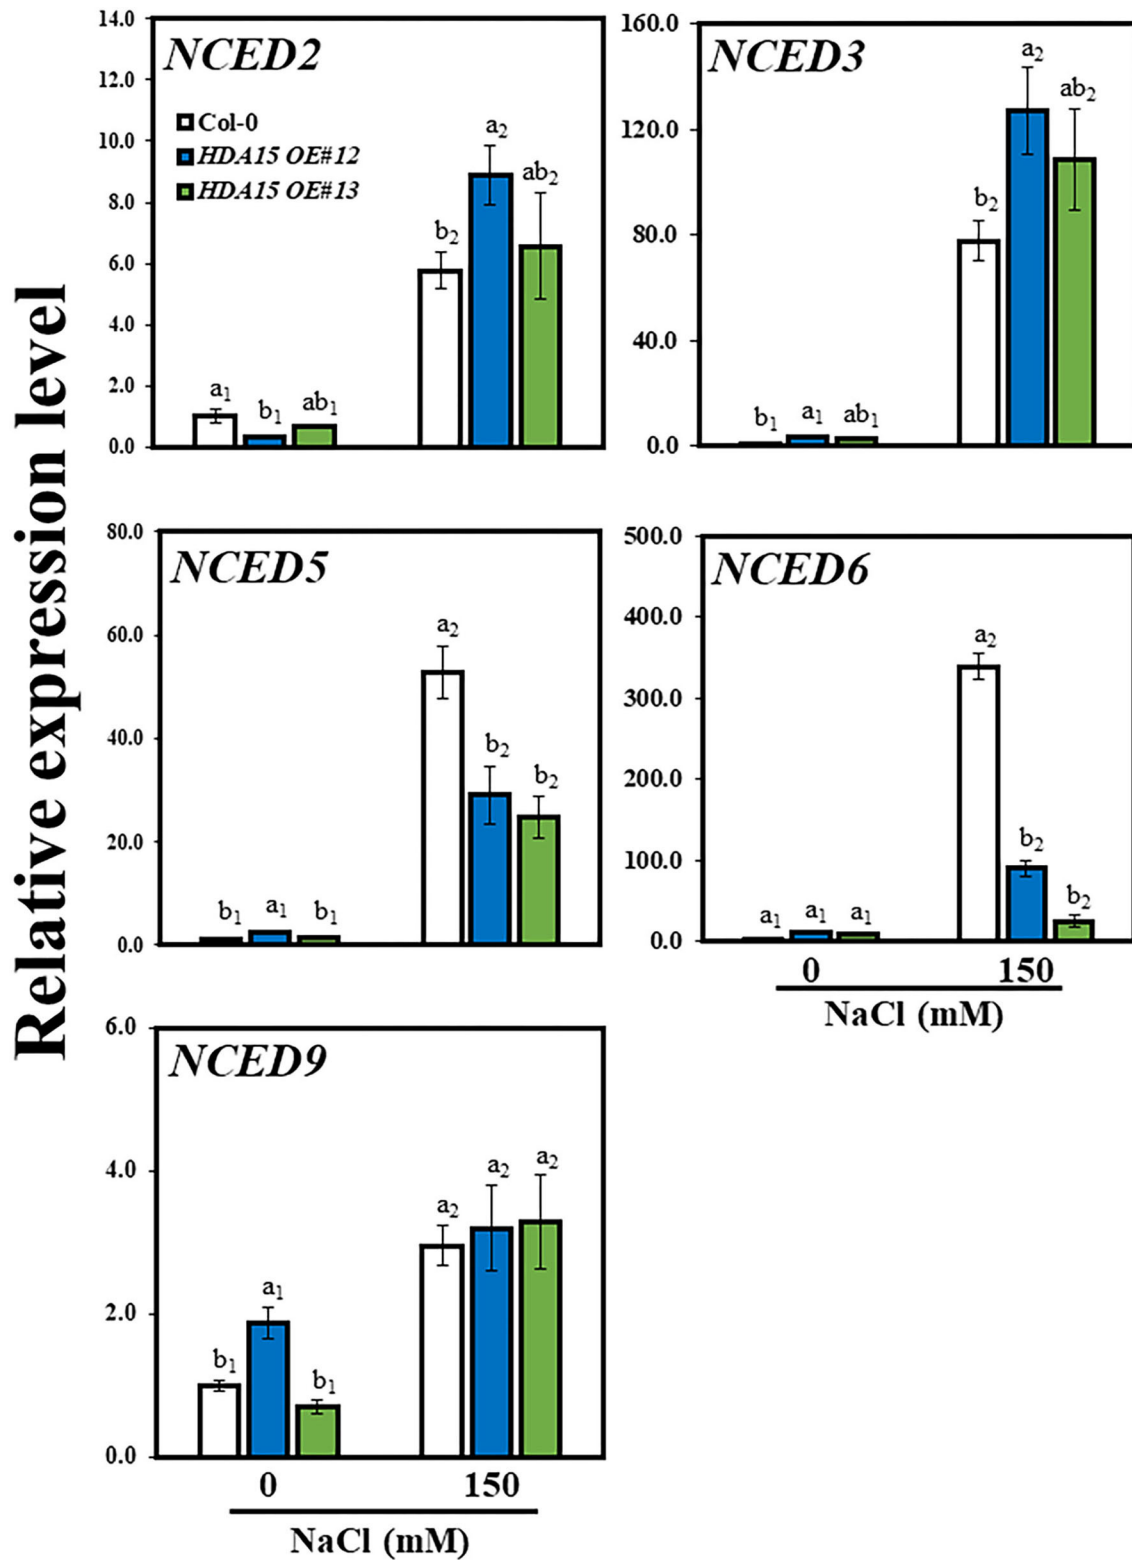 Relative expression level
NCED2
14.0
12.0
10.0
8.0
6.0
4.0
2.0
0.0
Col-0
HDA15 OE#12
HDA15 OE#13
a1
b1
ab1
b2
a2
ab2
NCED3
160.0
120.0
80.0
40.0
0.0
b1
a1
ab1
b2
a2
ab2
NCED5
80.0
60.0
40.0
20.0
0.0
b1
a1
b1
a2
b2
b2
NCED6
500.0
400.0
300.0
200.0
100.0
0.0
a1
a1
a1
a2
b2
b2
0 150
NaCl (mM)
NCED9
6.0
4.0
2.0
0.0
b1
a1
b1
a2
a2
a2
0 150
NaCl (mM)